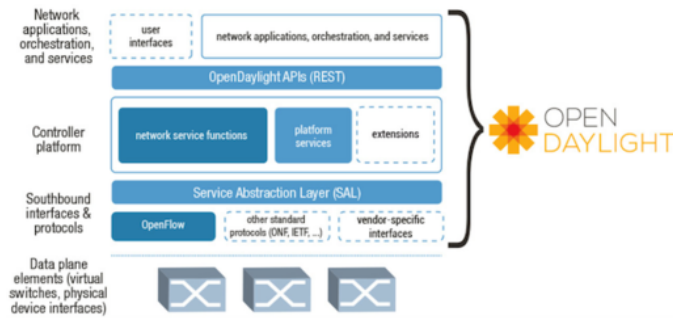 Network
applications,
orchestration,
and services
user
interfaces
network applications, orchestration, and services
OpenDaylight APIs (REST)
Controller
platform
network service functions
platform
services
extensions
Service Abstraction Layer (SAL)
Southbound
interfaces &
protocols
OpenFlow
other standard
protocols (ONF, IETF, ...)
vendor-specific
interfaces
Data plane
elements (virtual
switches, physical
device interfaces)
OPEN
DAYLIGHT